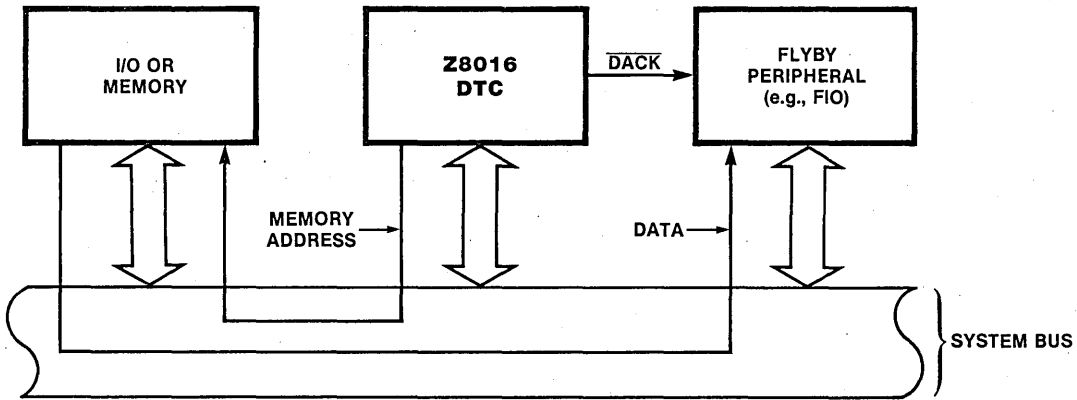 I/O OR
MEMORY
Z8016
DTC
DACK
FLYBY
PERIPHERAL
(e.g., FIO)
MEMORY
ADDRESS
DATA
SYSTEM BUS